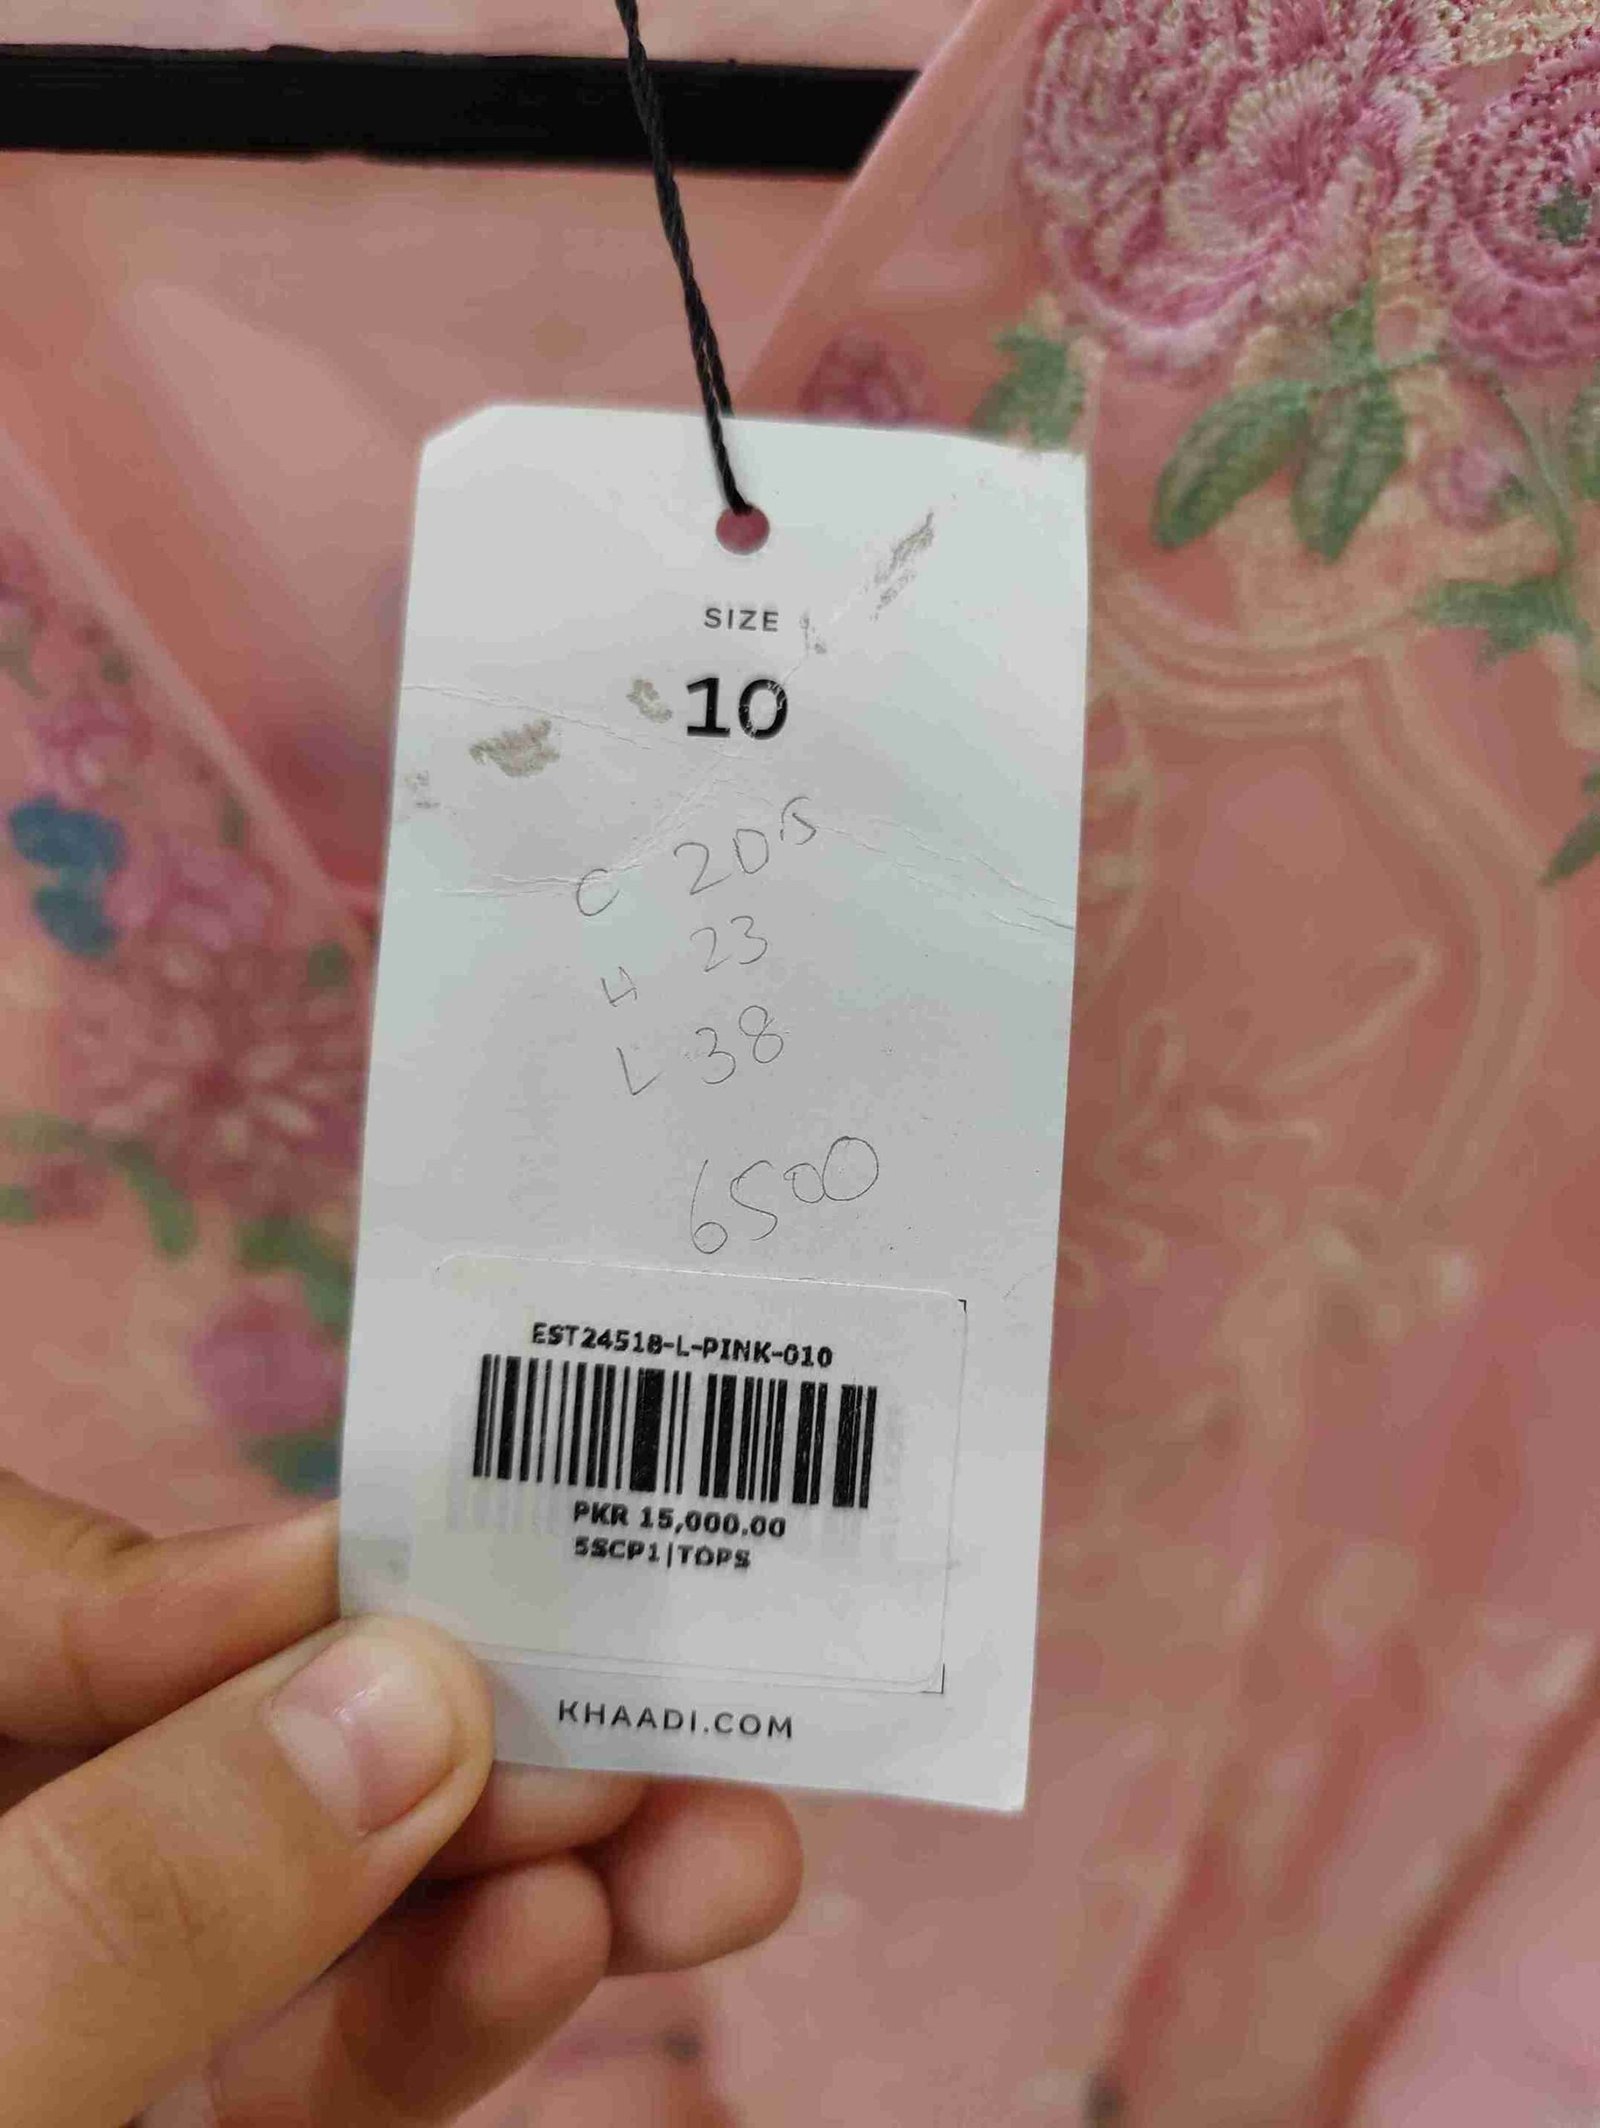 SIZE
10
C 20.5
H 23
L 38
6500
EST24518-L-PINK-010
PKR 15,000.00
5SCP1|TOPS
KHAADI.COM